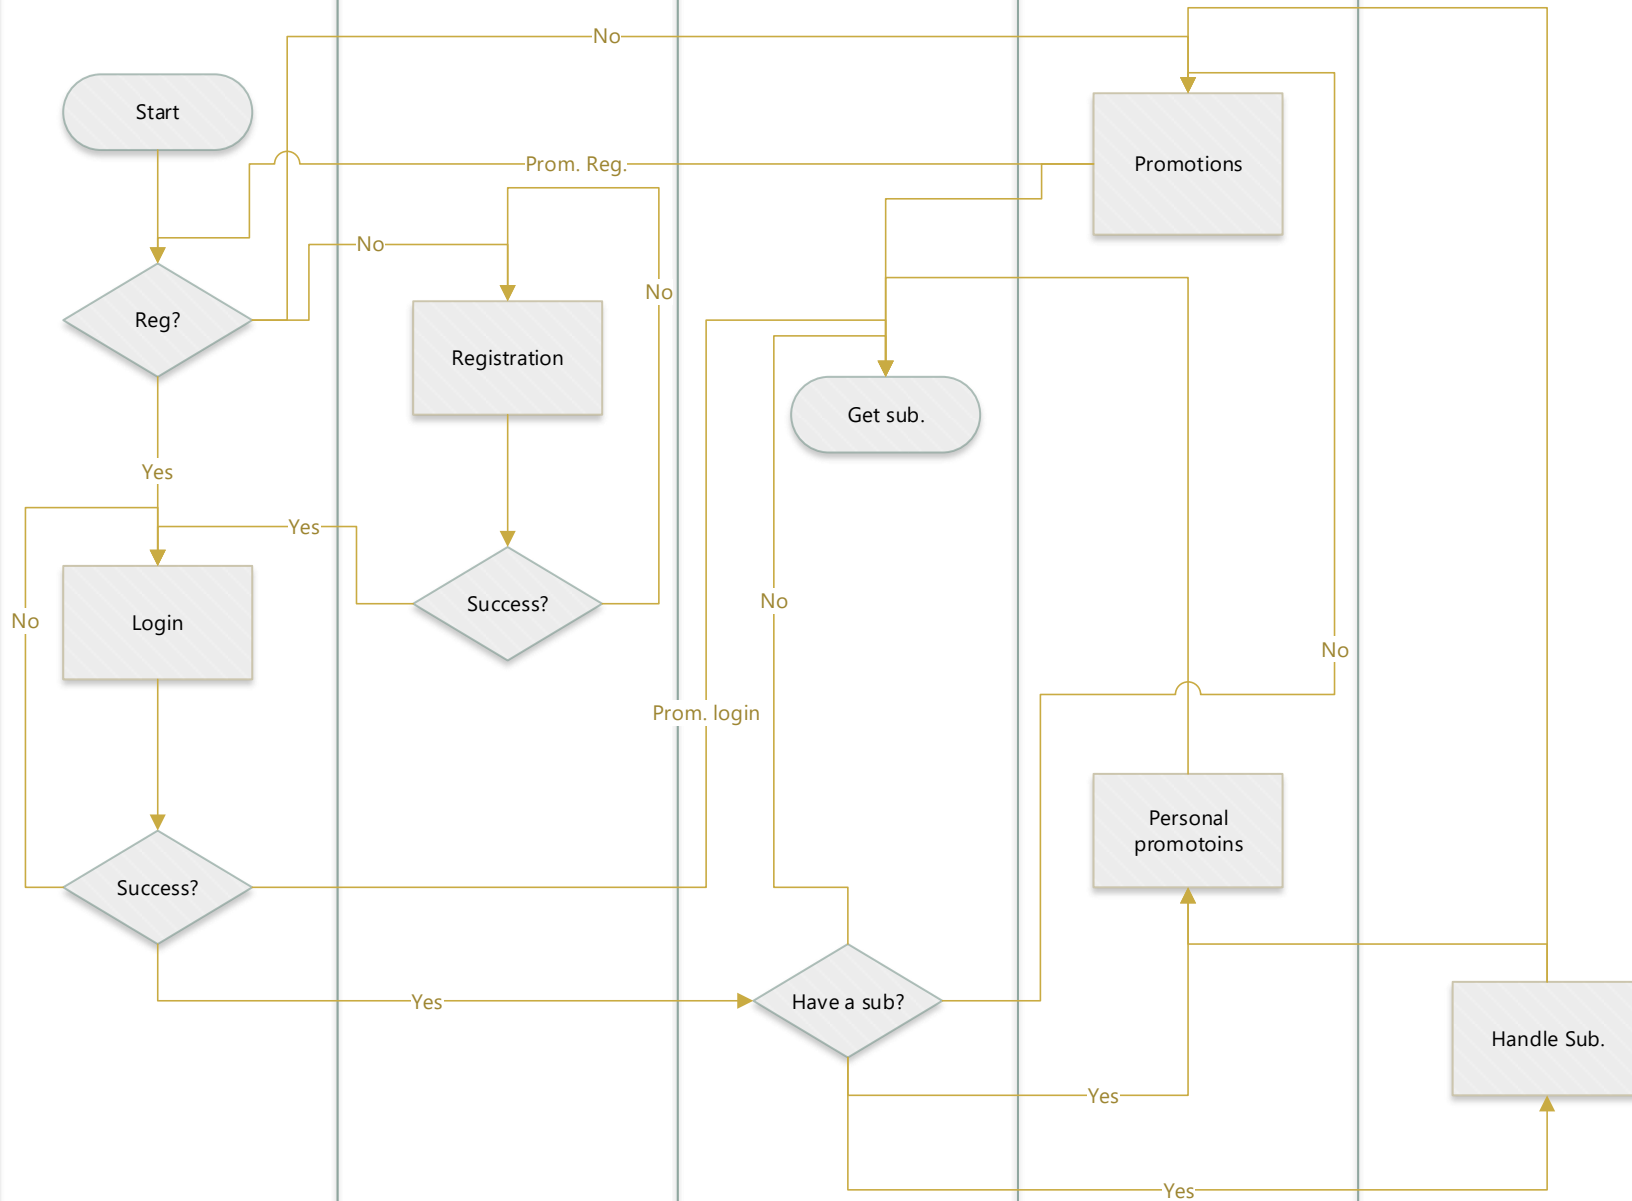 No
Start
Prom. Reg.
Promotions
No
No
Reg?
Registration
Get sub.
Yes
Yes
No
Login
Success?
No
No
Prom. login
Personal
promotoins
Success?
Yes
Have a sub?
Handle Sub.
Yes
Yes